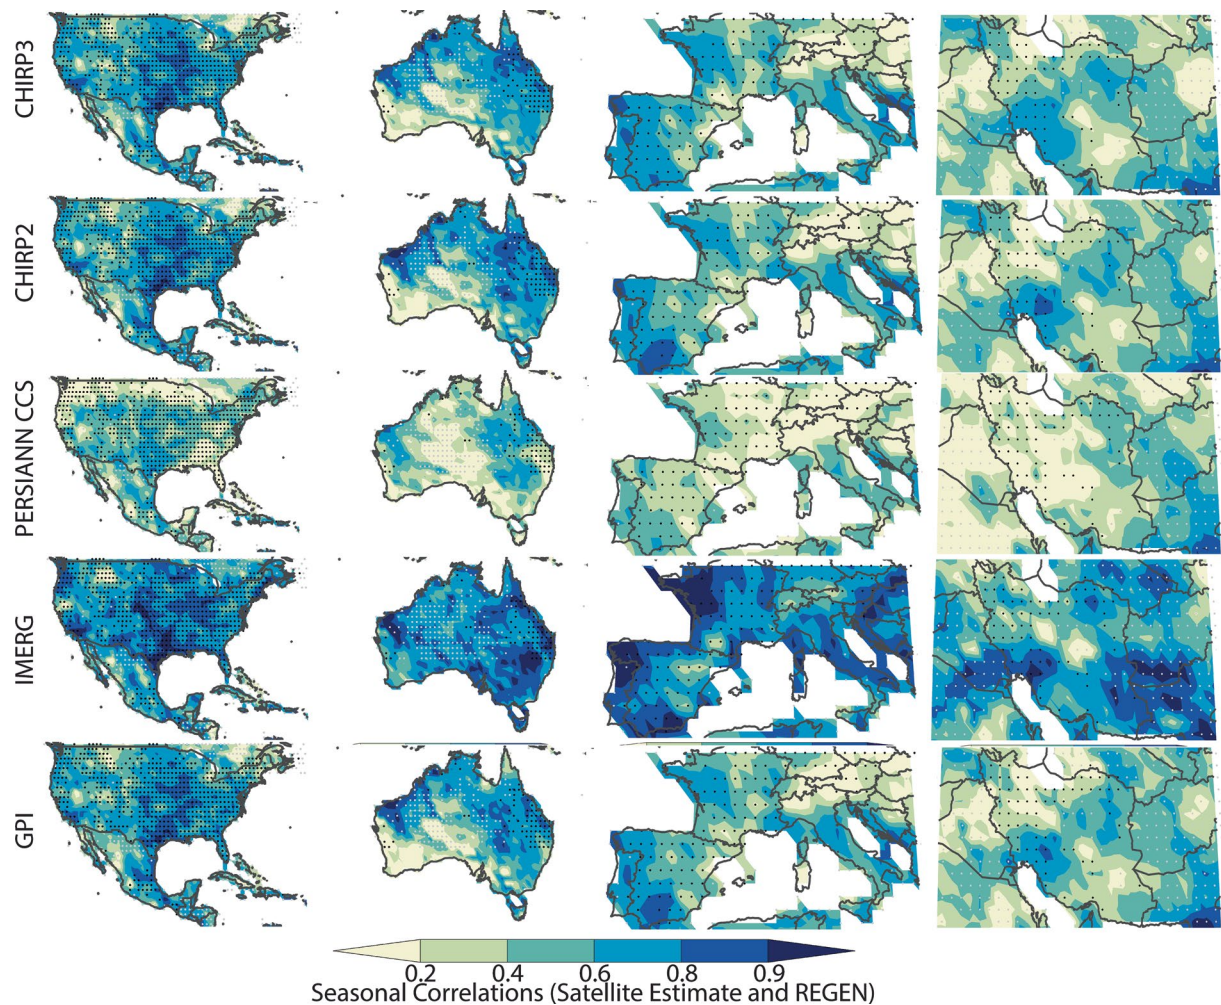 CHIRP3
CHIRP2
PERSIANN CCS
IMERG
GPI
0.2 0.4 0.6 0.8 0.9
Seasonal Correlations (Satellite Estimate and REGEN)